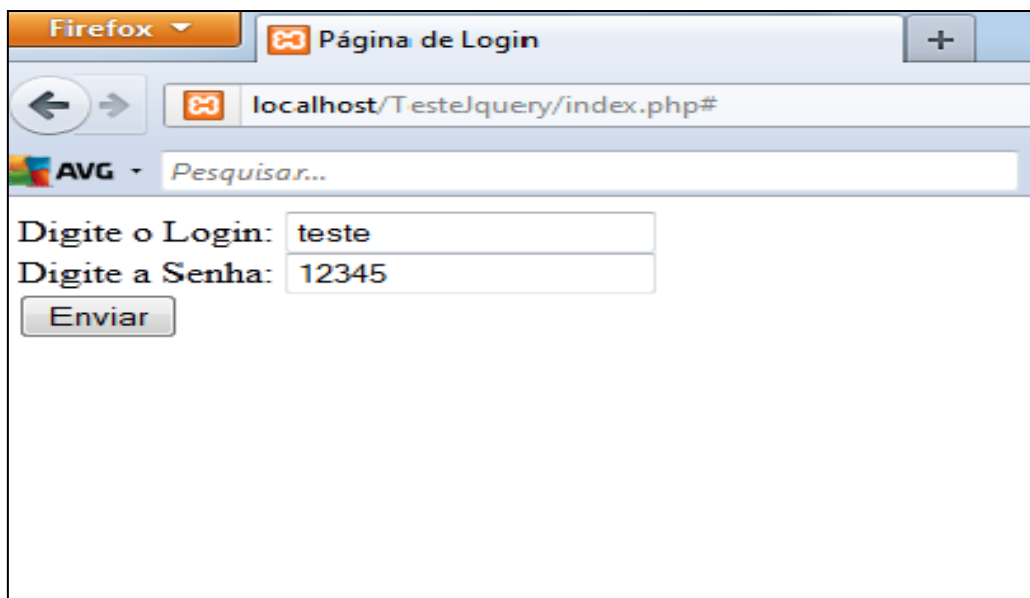 Firefox
Página de Login
+
localhost/TesteJquery/index.php#
AVG
Pesquisar...
Digite o Login: teste
Digite a Senha: 12345
Enviar